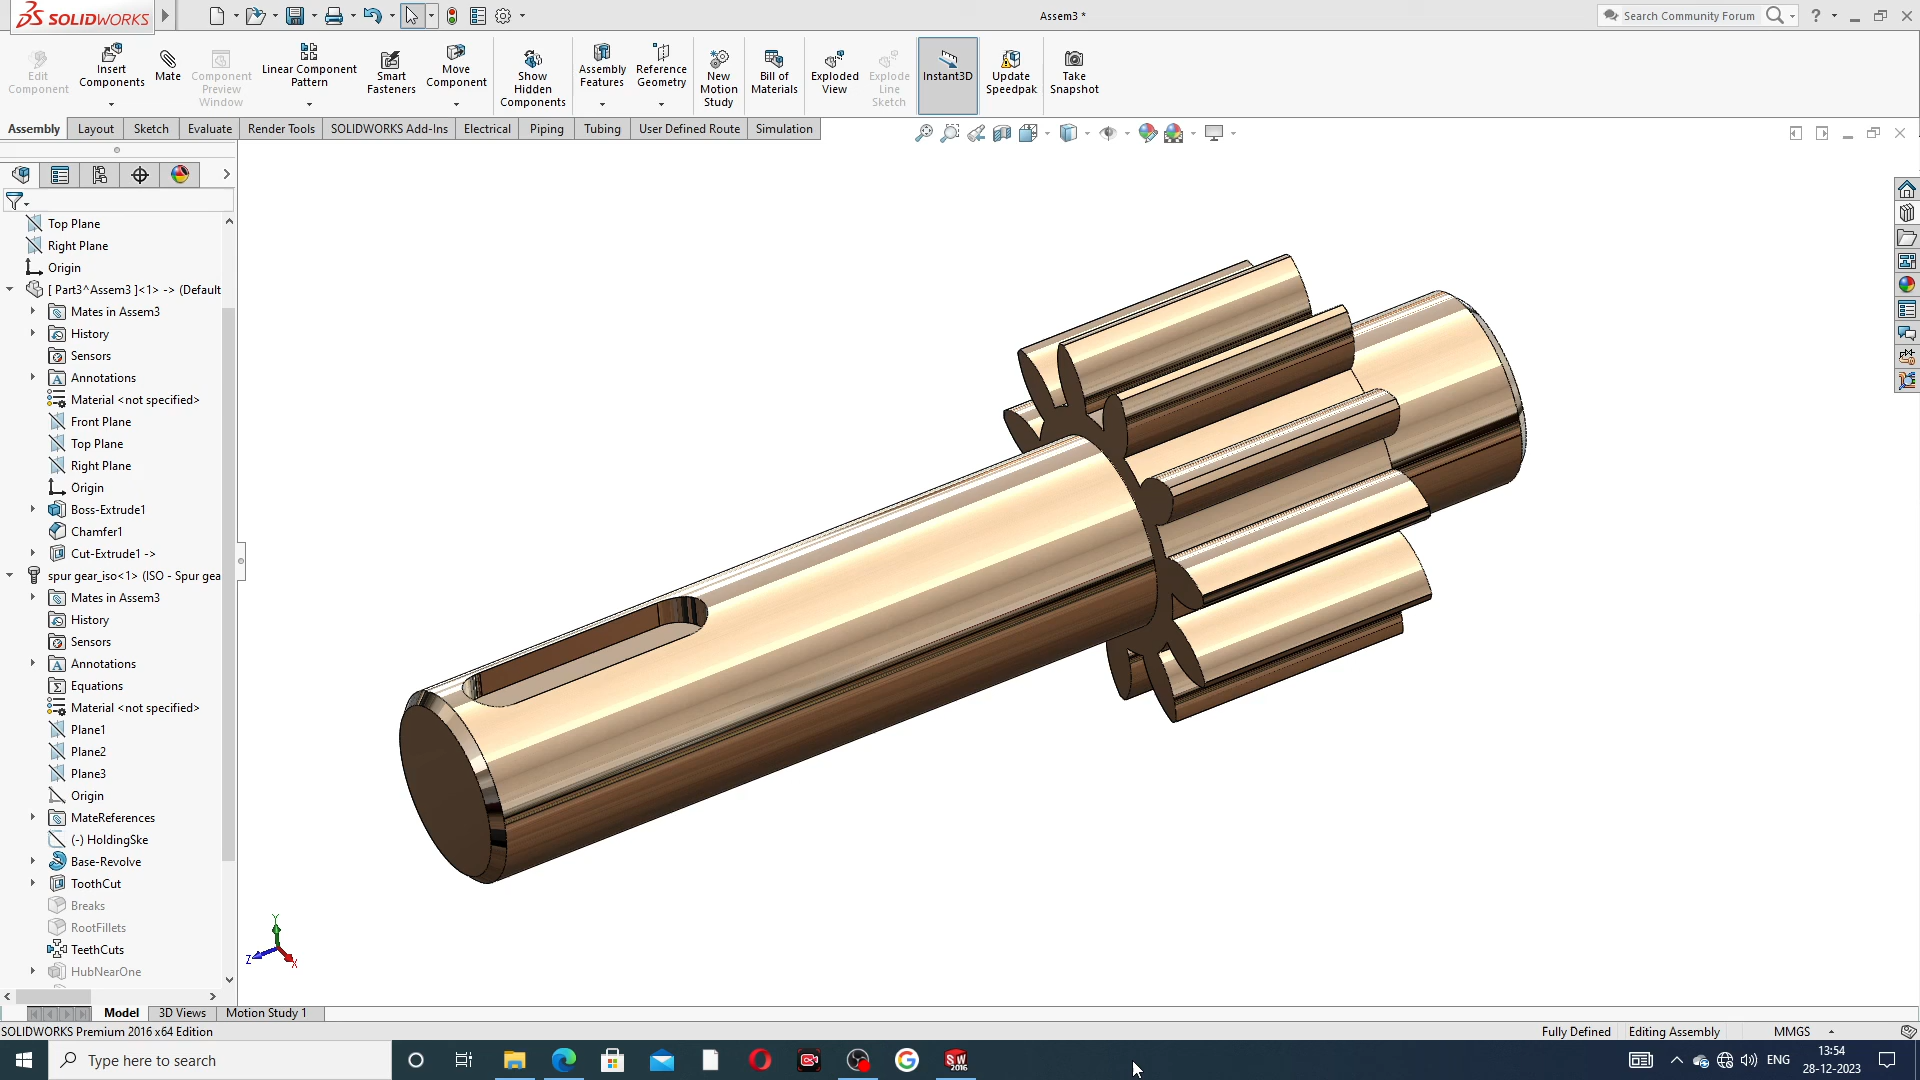 SOLIDWORKS
Assem3 *
Search Community Forum
?
Edit Component
Insert Components
Mate
Component Preview Window
Linear Component Pattern
Smart Fasteners
Move Component
Show Hidden Components
Assembly Features
Reference Geometry
New Motion Study
Bill of Materials
Exploded View
Explode Line Sketch
Instant3D
Update Speedpak
Take Snapshot
Assembly
Layout
Sketch
Evaluate
Render Tools
SOLIDWORKS Add-Ins
Electrical
Piping
Tubing
User Defined Route
Simulation
Top Plane
Right Plane
Origin
[ Part3^Assem3 ]<1> -> (Default
Mates in Assem3
History
Sensors
Annotations
Material <not specified>
Front Plane
Top Plane
Right Plane
Origin
Boss-Extrude1
Chamfer1
Cut-Extrude1 ->
spur gear_iso<1> (ISO - Spur gea
Mates in Assem3
History
Sensors
Annotations
Equations
Material <not specified>
Plane1
Plane2
Plane3
Origin
MateReferences
(-) HoldingSke
Base-Revolve
ToothCut
Breaks
RootFillets
TeethCuts
HubNearOne
Y
Z
X
Model
3D Views
Motion Study 1
SOLIDWORKS Premium 2016 x64 Edition
Fully Defined
Editing Assembly
MMGS
Type here to search
SW
2016
ENG
13:54
28-12-2023